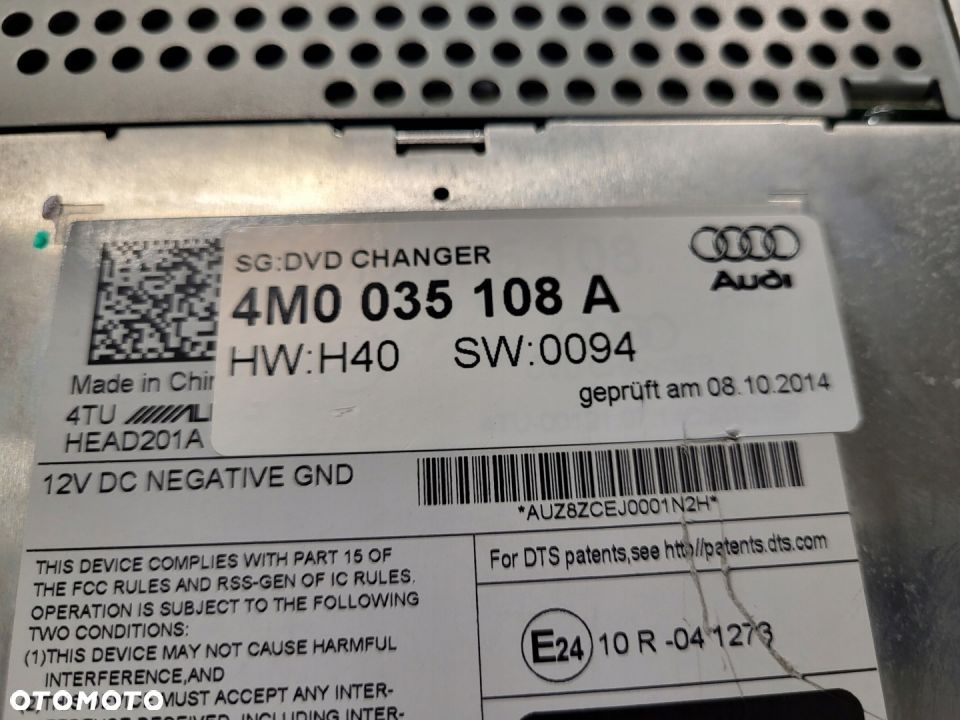 SG:DVD CHANGER
4M0 035 108 A
HW:H40 SW:0094
geprüft am 08.10.2014
Audi
Made in
4TU
HEAD201A
12V DC NEGATIVE GND
*AUZ8ZCEJ0001N2H*
THIS DEVICE COMPLIES WITH PART 15 OF
THE FCC RULES AND RSS-GEN OF IC RULES.
OPERATION IS SUBJECT TO THE FOLLOWING
TWO CONDITIONS:
(1)THIS DEVICE MAY NOT CAUSE HARMFUL
INTERFERENCE,AND
MUST ACCEPT ANY INTER-
RECEIVED, INCLUDING INTER-
For DTS patents,see http//patents.dts.com
E24 10 R -04 1273
OTOMOTO